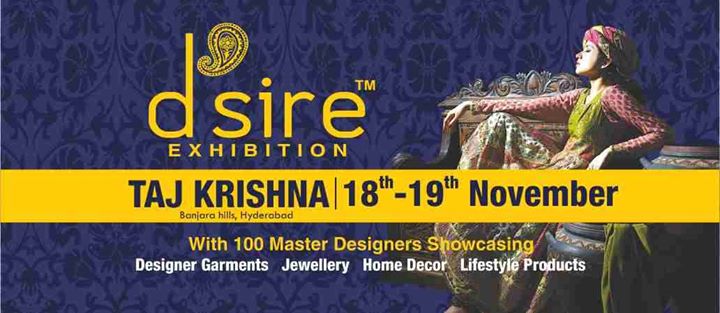 d'sire™
EXHIBITION
TAJ KRISHNA | 18th-19th November
Banjara hills, Hyderabad
With 100 Master Designers Showcasing
Designer Garments Jewellery Home Decor Lifestyle Products